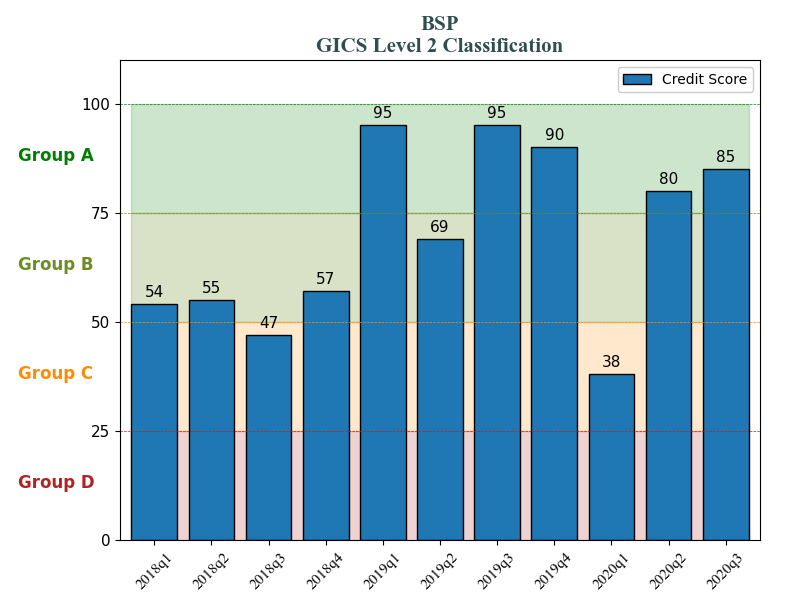 BSP
GICS Level 2 Classification
Credit Score
100
75
50
25
0
Group A
Group B
Group C
Group D
54
55
47
57
95
69
95
90
38
80
85
2018q1
2018q2
2018q3
2018q4
2019q1
2019q2
2019q3
2019q4
2020q1
2020q2
2020q3